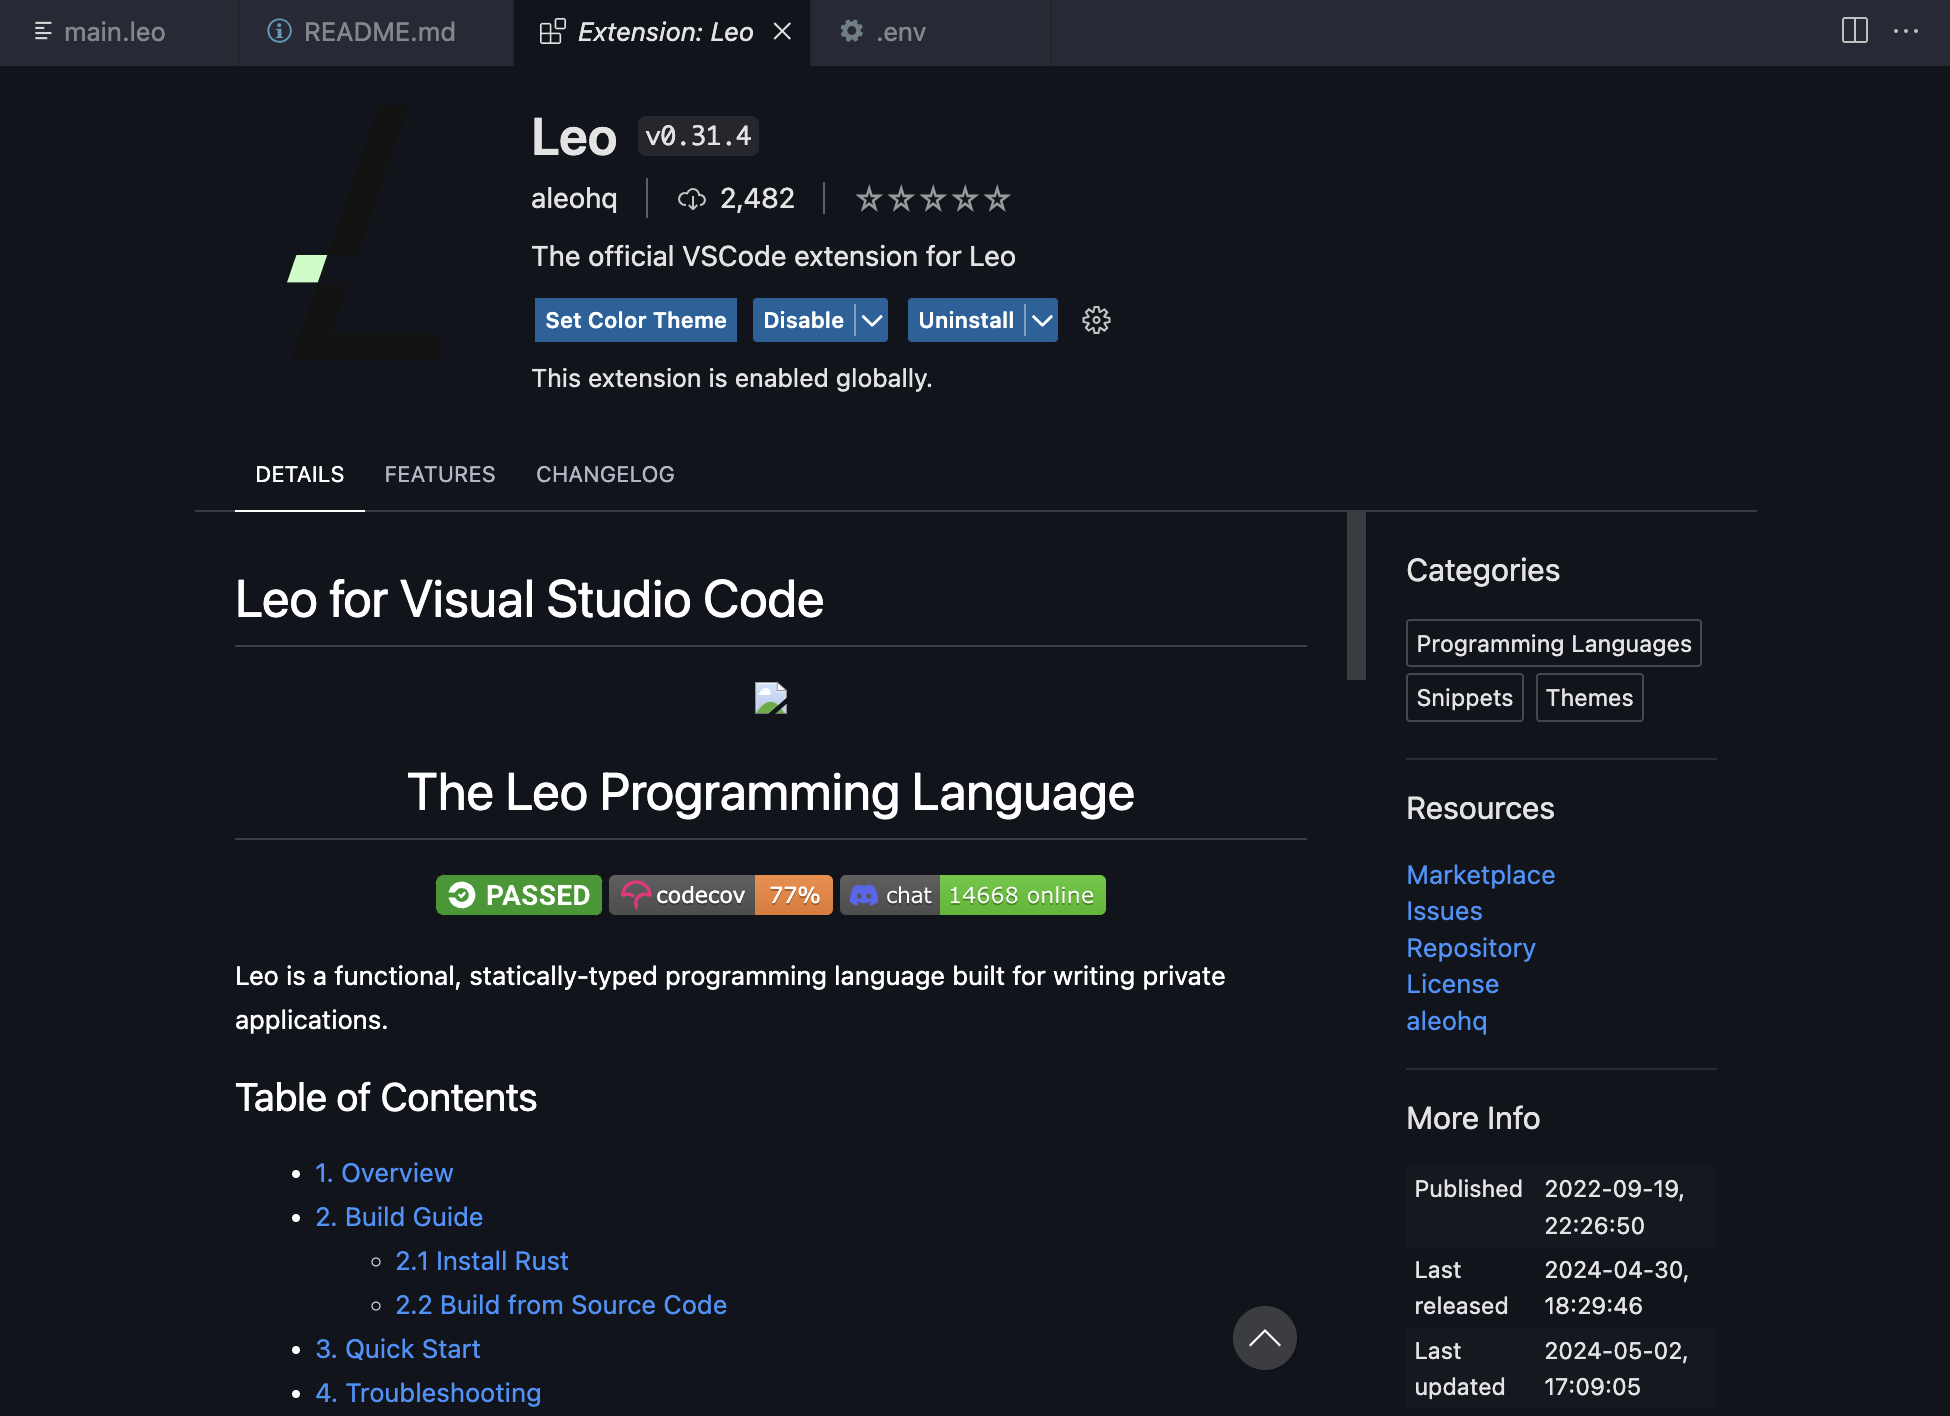 main.leo
README.md
Extension: Leo
.env
Leo v0.31.4
aleohq 2,482
The official VSCode extension for Leo
Set Color Theme Disable Uninstall
This extension is enabled globally.
DETAILS FEATURES CHANGELOG
Leo for Visual Studio Code
The Leo Programming Language
PASSED codecov 77% chat 14668 online
Leo is a functional, statically-typed programming language built for writing private
applications.
Table of Contents
1. Overview
2. Build Guide
2.1 Install Rust
2.2 Build from Source Code
3. Quick Start
4. Troubleshooting
Categories
Programming Languages
Snippets Themes
Resources
Marketplace
Issues
Repository
License
aleohq
More Info
Published 2022-09-19,
22:26:50
Last 2024-04-30,
released 18:29:46
Last 2024-05-02,
updated 17:09:05